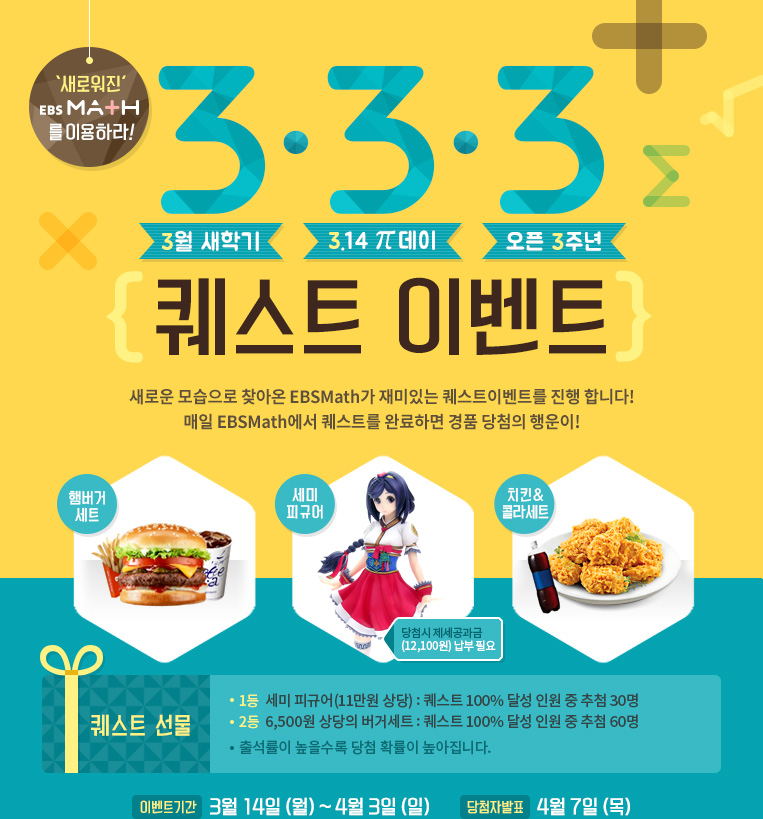 '새로워진'
EBS MATH
를 이용하라!
3·3·3
3월 새학기
3.14 π데이
오픈 3주년
{퀘스트 이벤트}
새로운 모습으로 찾아온 EBSMath가 재미있는 퀘스트이벤트를 진행 합니다!
매일 EBSMath에서 퀘스트를 완료하면 경품 당첨의 행운이!
햄버거
세트
세미
피규어
치킨&
콜라세트
당첨시 제세공과금
(12,100원) 납부 필요
퀘스트 선물
• 1등 세미 피규어(11만원 상당) : 퀘스트 100% 달성 인원 중 추첨 30명
• 2등 6,500원 상당의 버거세트 : 퀘스트 100% 달성 인원 중 추첨 60명
• 출석률이 높을수록 당첨 확률이 높아집니다.
이벤트기간 3월 14일 (월) ~ 4월 3일 (일)
당첨자발표 4월 7일 (목)